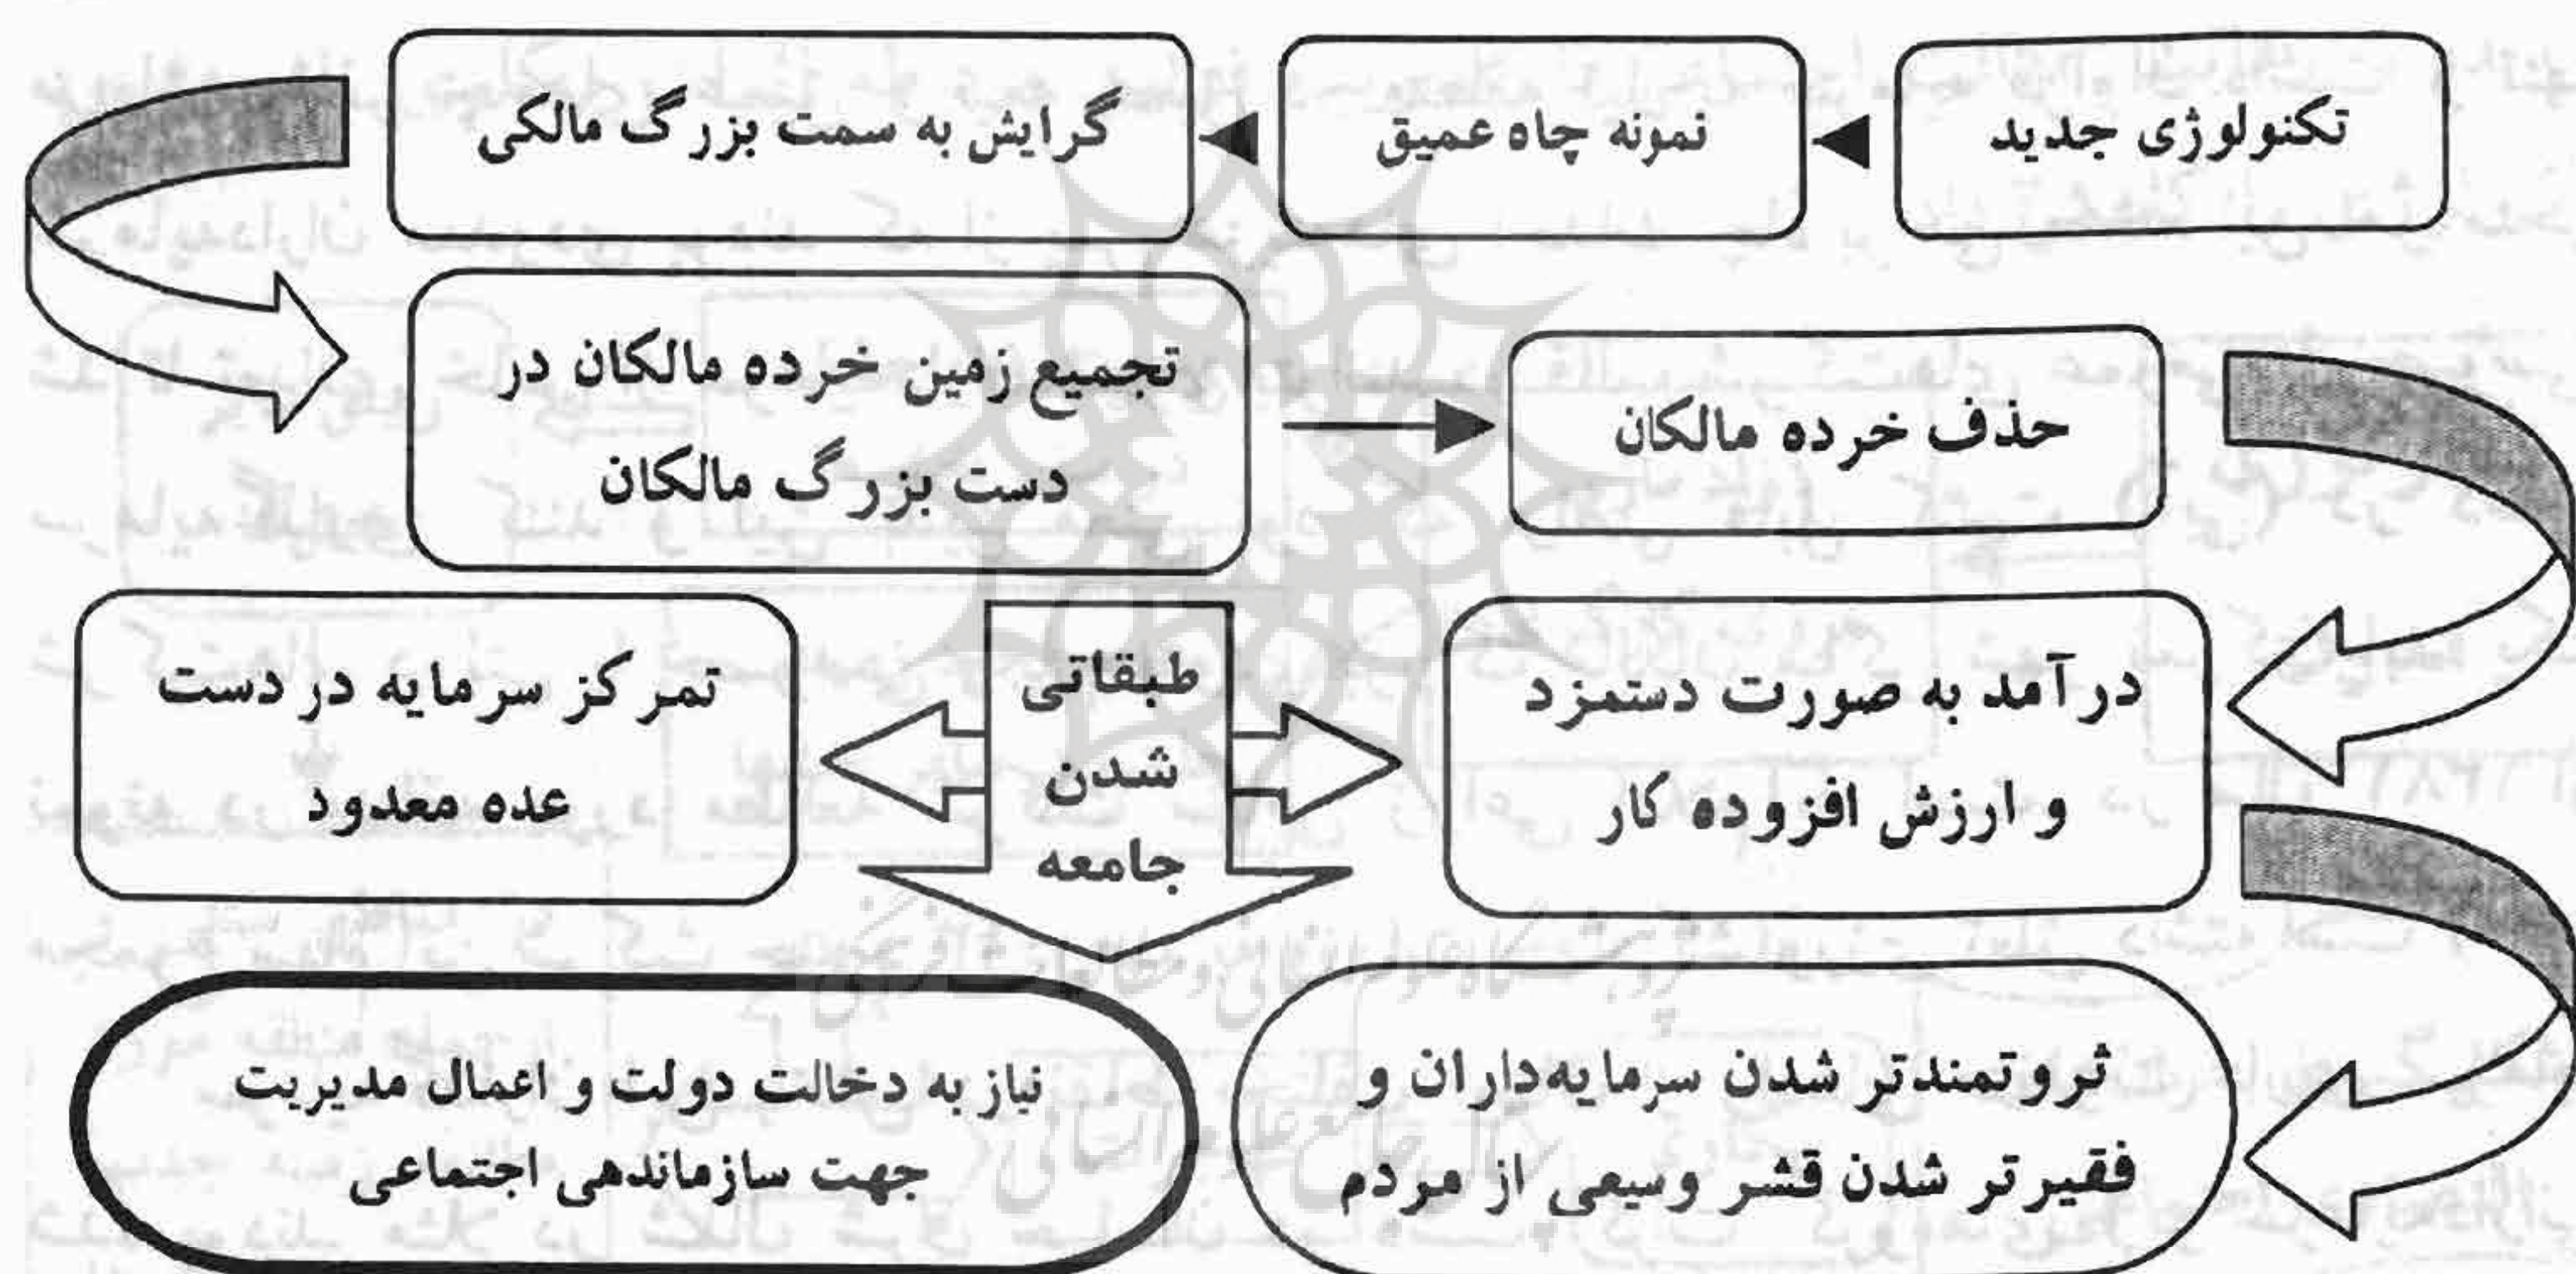 تکنولوژی جدید
نمونه چاه عمیق
گرایش به سمت بزرگ مالکی
تجمیع زمین خرده مالکان در
دست بزرگ مالکان
حذف خرده مالکان
درآمد به صورت دستمزد
و ارزش افزوده کار
طبقاتی
شدن
جامعه
تمرکز سرمایه در دست
عده معدود
ثروتمندتر شدن سرمایه‌داران و
فقیرتر شدن قشر وسیعی از مردم
نیاز به دخالت دولت و اعمال مدیریت
جهت سازماندهی اجتماعی